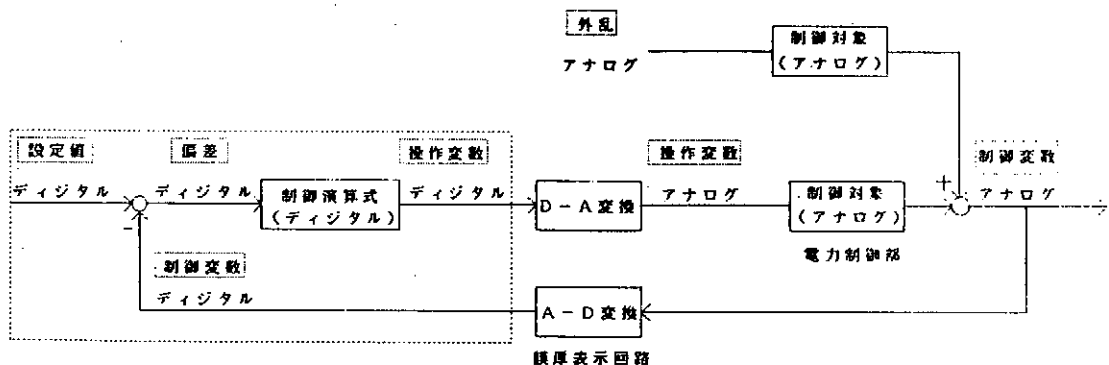 外乱
アナログ
制御対象
(アナログ)
設定値
ディジタル
偏差
ディジタル
制御演算式
(ディジタル)
操作変数
ディジタル
D-A変換
操作変数
アナログ
制御対象
(アナログ)
電力制御部
+
制御変数
アナログ
-
制御変数
ディジタル
A-D変換
膜厚表示回路